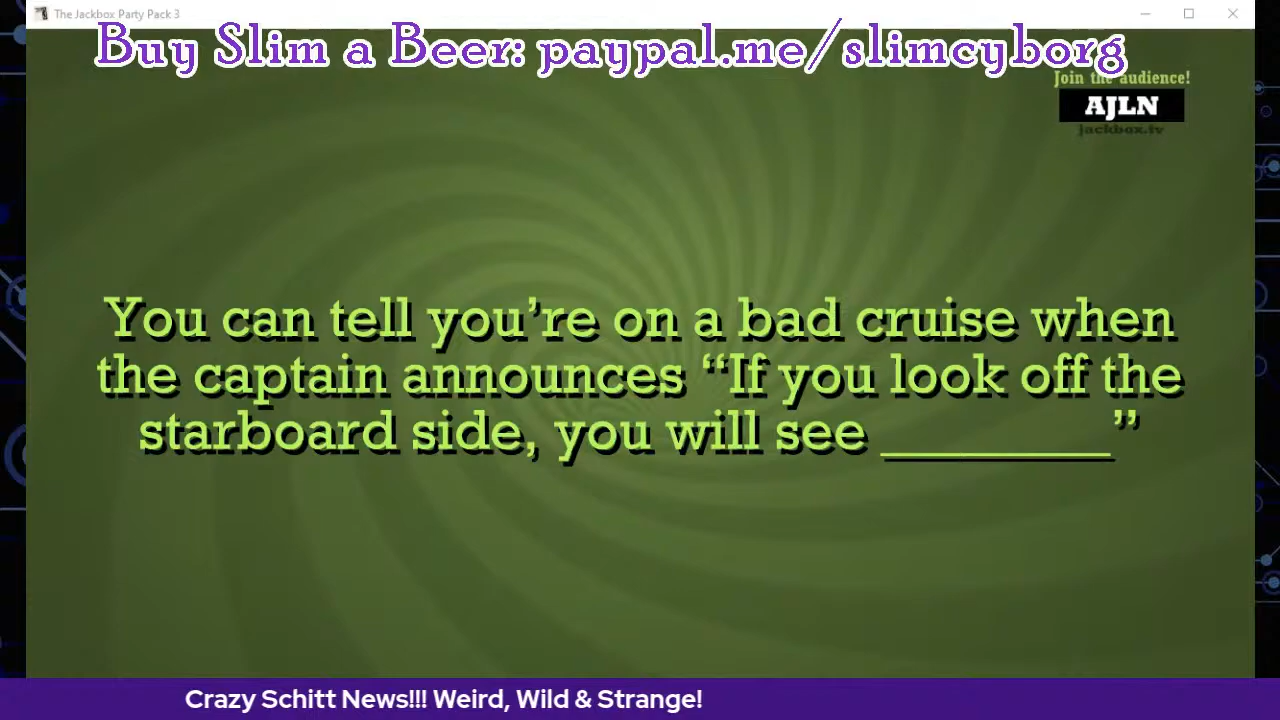 The Jackbox Party Pack 3
Buy Slim a Beer: paypal.me/slimcyborg
Join the audience!
AJLN
jackbox.tv
You can tell you’re on a bad cruise when
the captain announces “If you look off the
starboard side, you will see ________ ”
Crazy Schitt News!!! Weird, Wild & Strange!